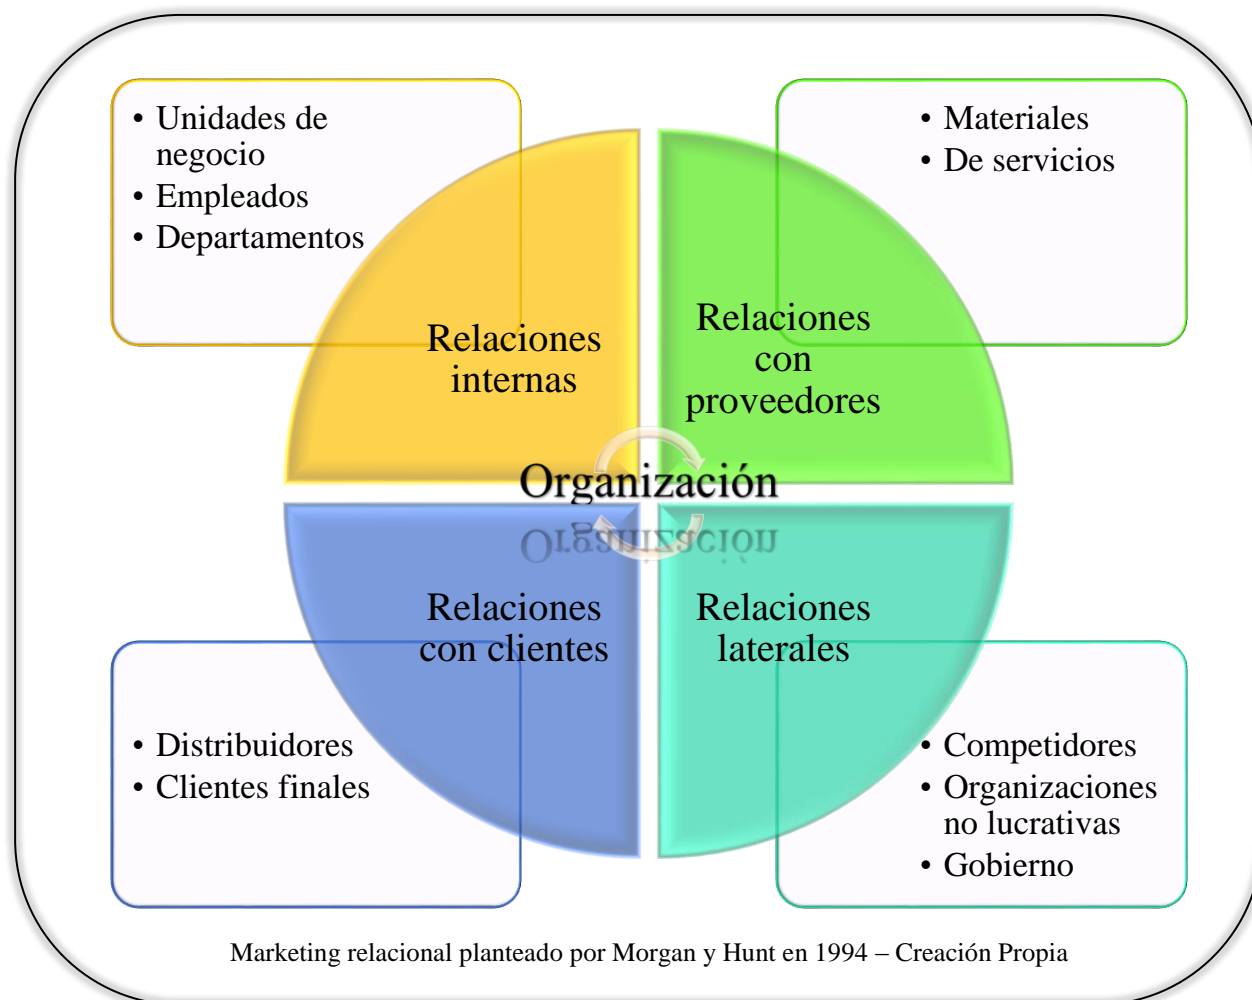 • Unidades de
negocio
• Empleados
• Departamentos
• Materiales
• De servicios
Relaciones
internas
Relaciones
con
proveedores
Organización
Relaciones
con clientes
Relaciones
laterales
• Distribuidores
• Clientes finales
• Competidores
• Organizaciones
no lucrativas
• Gobierno
Marketing relacional planteado por Morgan y Hunt en 1994 – Creación Propia